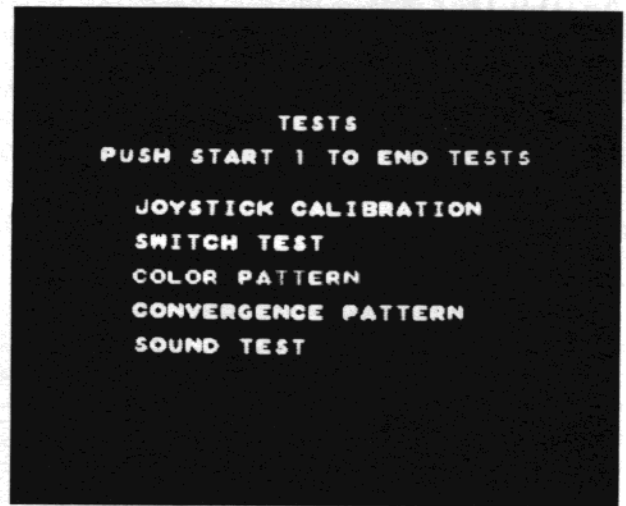 TESTS
PUSH START 1 TO END TESTS
JOYSTICK CALIBRATION
SWITCH TEST
COLOR PATTERN
CONVERGENCE PATTERN
SOUND TEST